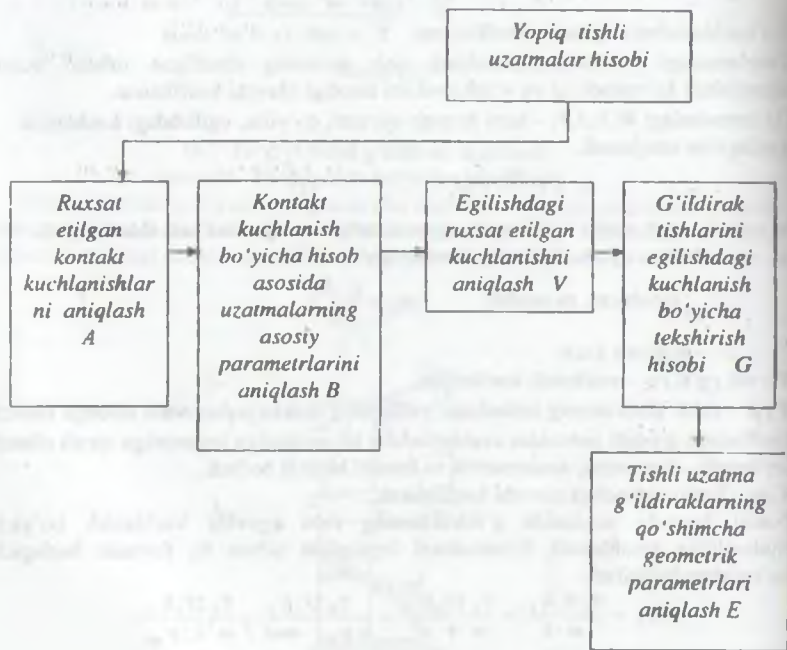 Yopiq tishli
uzatmalar hisobi
Ruxsat
etilgan
kontakt
kuchlanishlar
ni aniqlash
A
Kontakt
kuchlanish
bo‘yicha hisob
asosida
uzatmalarning
asosiy
parametrlarini
aniqlash B
Egilishdagi
ruxsat etilgan
kuchlanishni
aniqlash V
G‘ildirak
tishlarini
egilishdagi
kuchlanish
bo‘yicha
tekshirish
hisobi G
Tishli uzatma
g‘ildiraklarning
qo‘shimcha
geometrik
parametrlari
aniqlash E